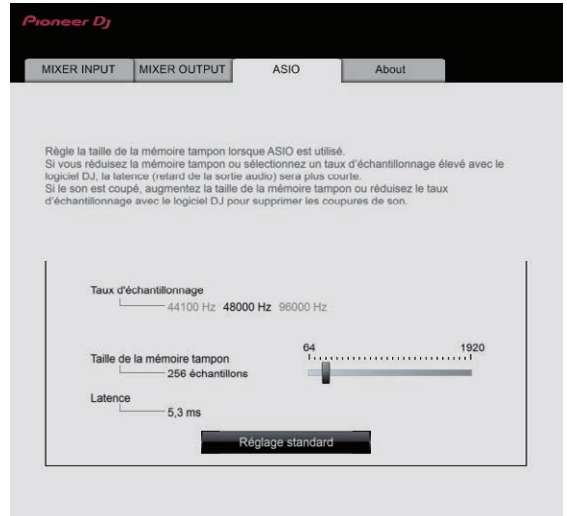 Pioneer Dj
MIXER INPUT MIXER OUTPUT ASIO About
Règle la taille de la mémoire tampon lorsque ASIO est utilisé.
Si vous réduisez la mémoire tampon ou sélectionnez un taux d'échantillonnage élevé avec le
logiciel DJ, la latence (retard de la sortie audio) sera plus courte.
Si le son est coupé, augmentez la taille de la mémoire tampon ou réduisez le taux
d'échantillonnage avec le logiciel DJ pour supprimer les coupures de son.
Taux d'échantillonnage
44100 Hz 48000 Hz 96000 Hz
64 1920
Taille de la mémoire tampon
256 échantillons
Latence
5,3 ms
Réglage standard